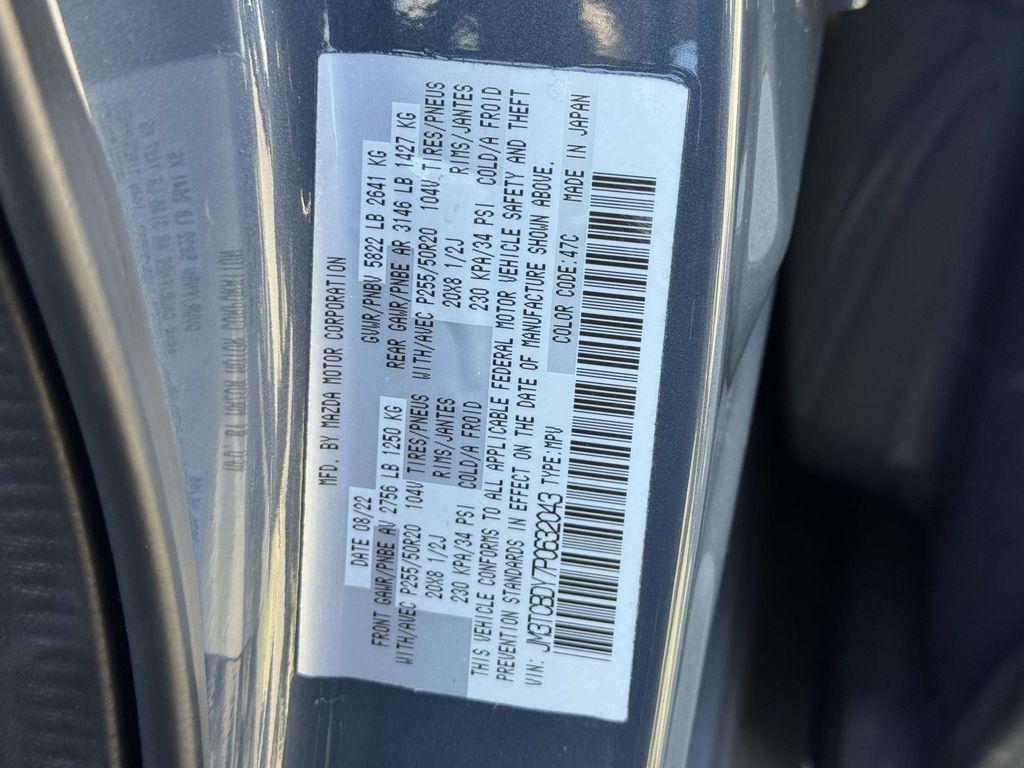 MFD. BY MAZDA MOTOR CORPORATION
DATE 08/22 GVWR/PNBV 5822 LB 2641 KG
FRONT GAWR/PNBE AV 2756 LB 1250 KG REAR GAWR/PNBE AR 3146 LB 1427 KG
WITH/AVEC P255/50R20 104V TIRES/PNEUS WITH/AVEC P255/50R20 104V TIRES/PNEUS
20X8 1/2J RIMS/JANTES 20X8 1/2J RIMS/JANTES
230 KPA/34 PSI COLD/A FROID 230 KPA/34 PSI COLD/A FROID
THIS VEHICLE CONFORMS TO ALL APPLICABLE FEDERAL MOTOR VEHICLE SAFETY AND THEFT
PREVENTION STANDARDS IN EFFECT ON THE DATE OF MANUFACTURE SHOWN ABOVE.
VIN: JM3TCBDY7P0632043 TYPE:MPV COLOR CODE:47C MADE IN JAPAN